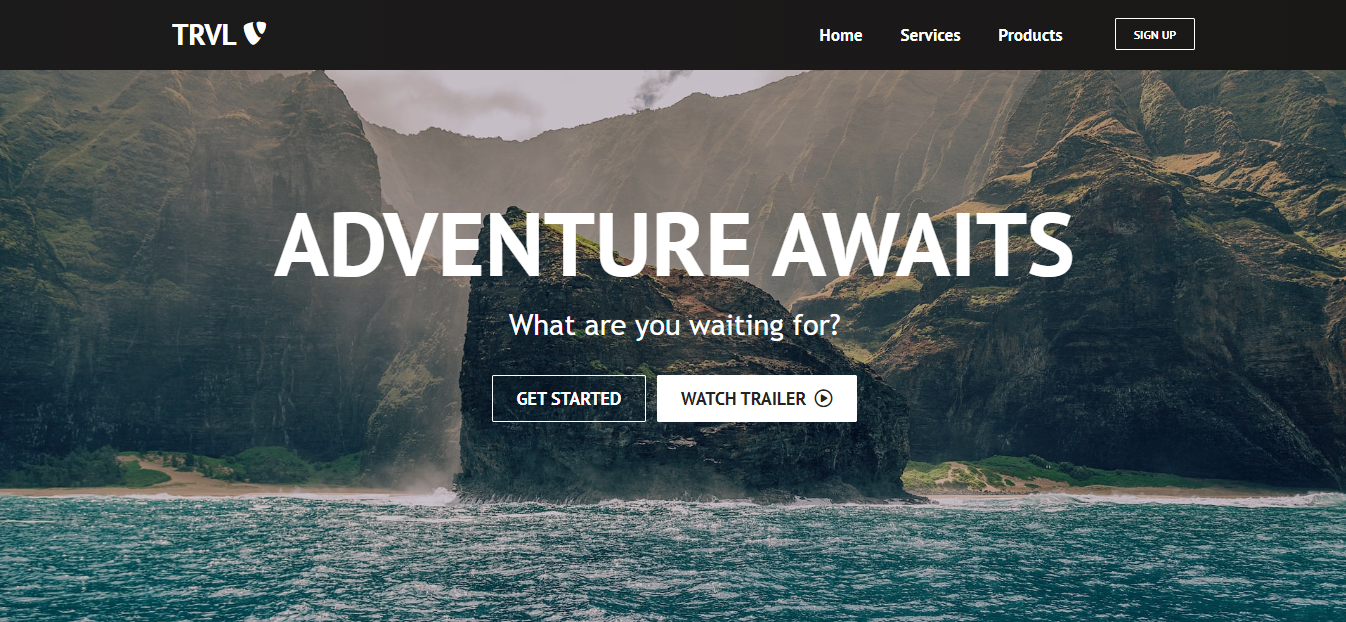 TRVL
Home Services Products SIGN UP
ADVENTURE AWAITS
What are you waiting for?
GET STARTED WATCH TRAILER